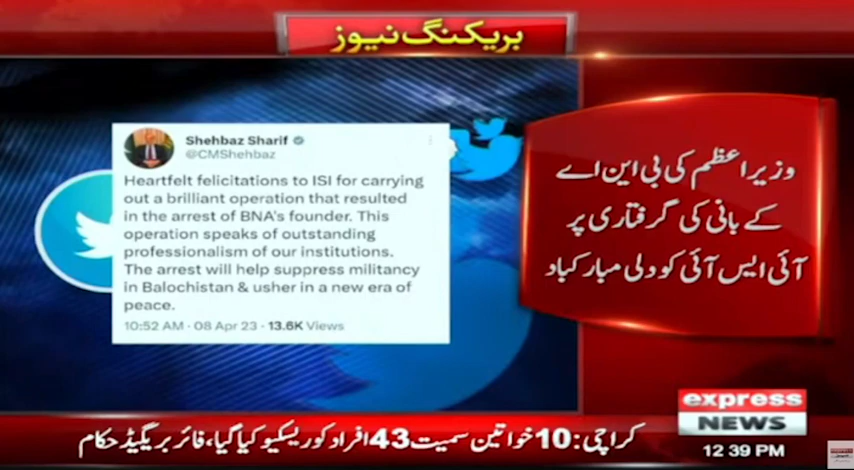 بریکنگ نیوز
Shehbaz Sharif
@CMShehbaz
Heartfelt felicitations to ISI for carrying
out a brilliant operation that resulted
in the arrest of BNA's founder. This
operation speaks of outstanding
professionalism of our institutions.
The arrest will help suppress militancy
in Balochistan & usher in a new era of
peace.
10:52 AM · 08 Apr 23 · 13.6K Views
وزیراعظم کی بی این اے
کے بانی کی گرفتاری پر
آئی ایس آئی کو دلی مبارکباد
express
NEWS
12:39 PM
کراچی: 10 خواتین سمیت 43 افراد کو ریسکیو کیا گیا، فائر بریگیڈ حکام